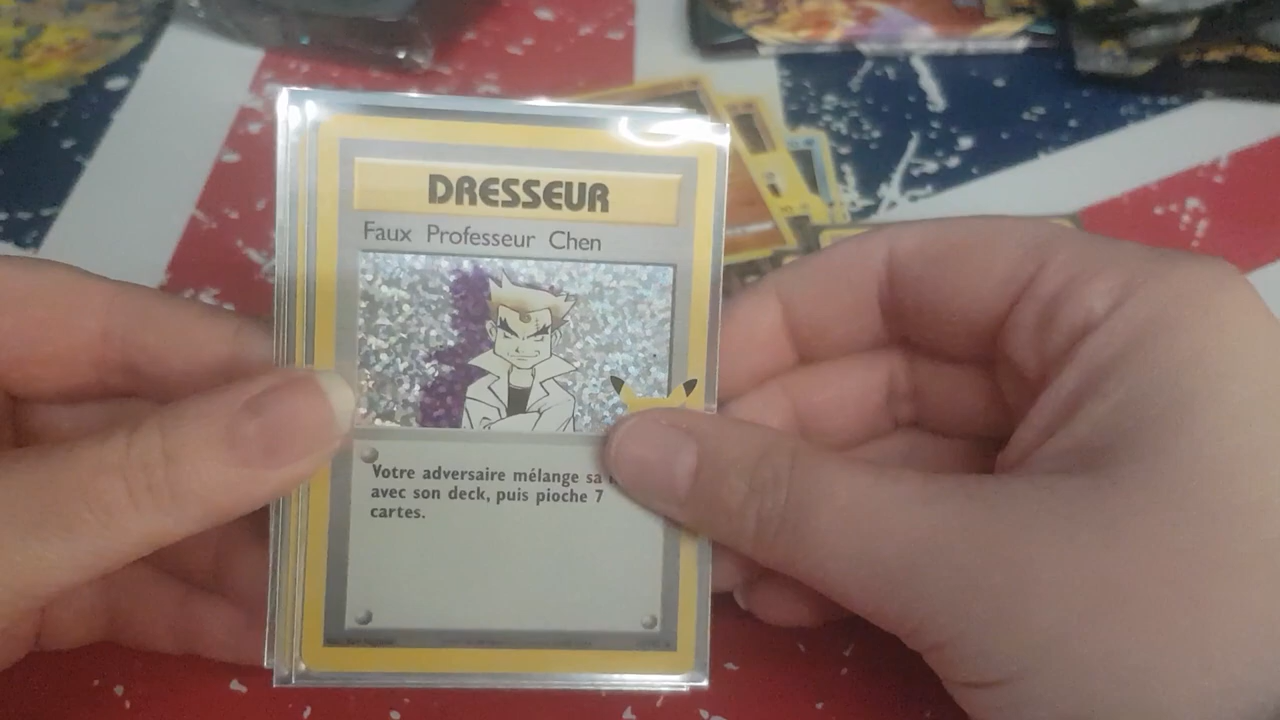 DRESSEUR
Faux Professeur Chen
Votre adversaire mélange sa
avec son deck, puis pioche 7
cartes.